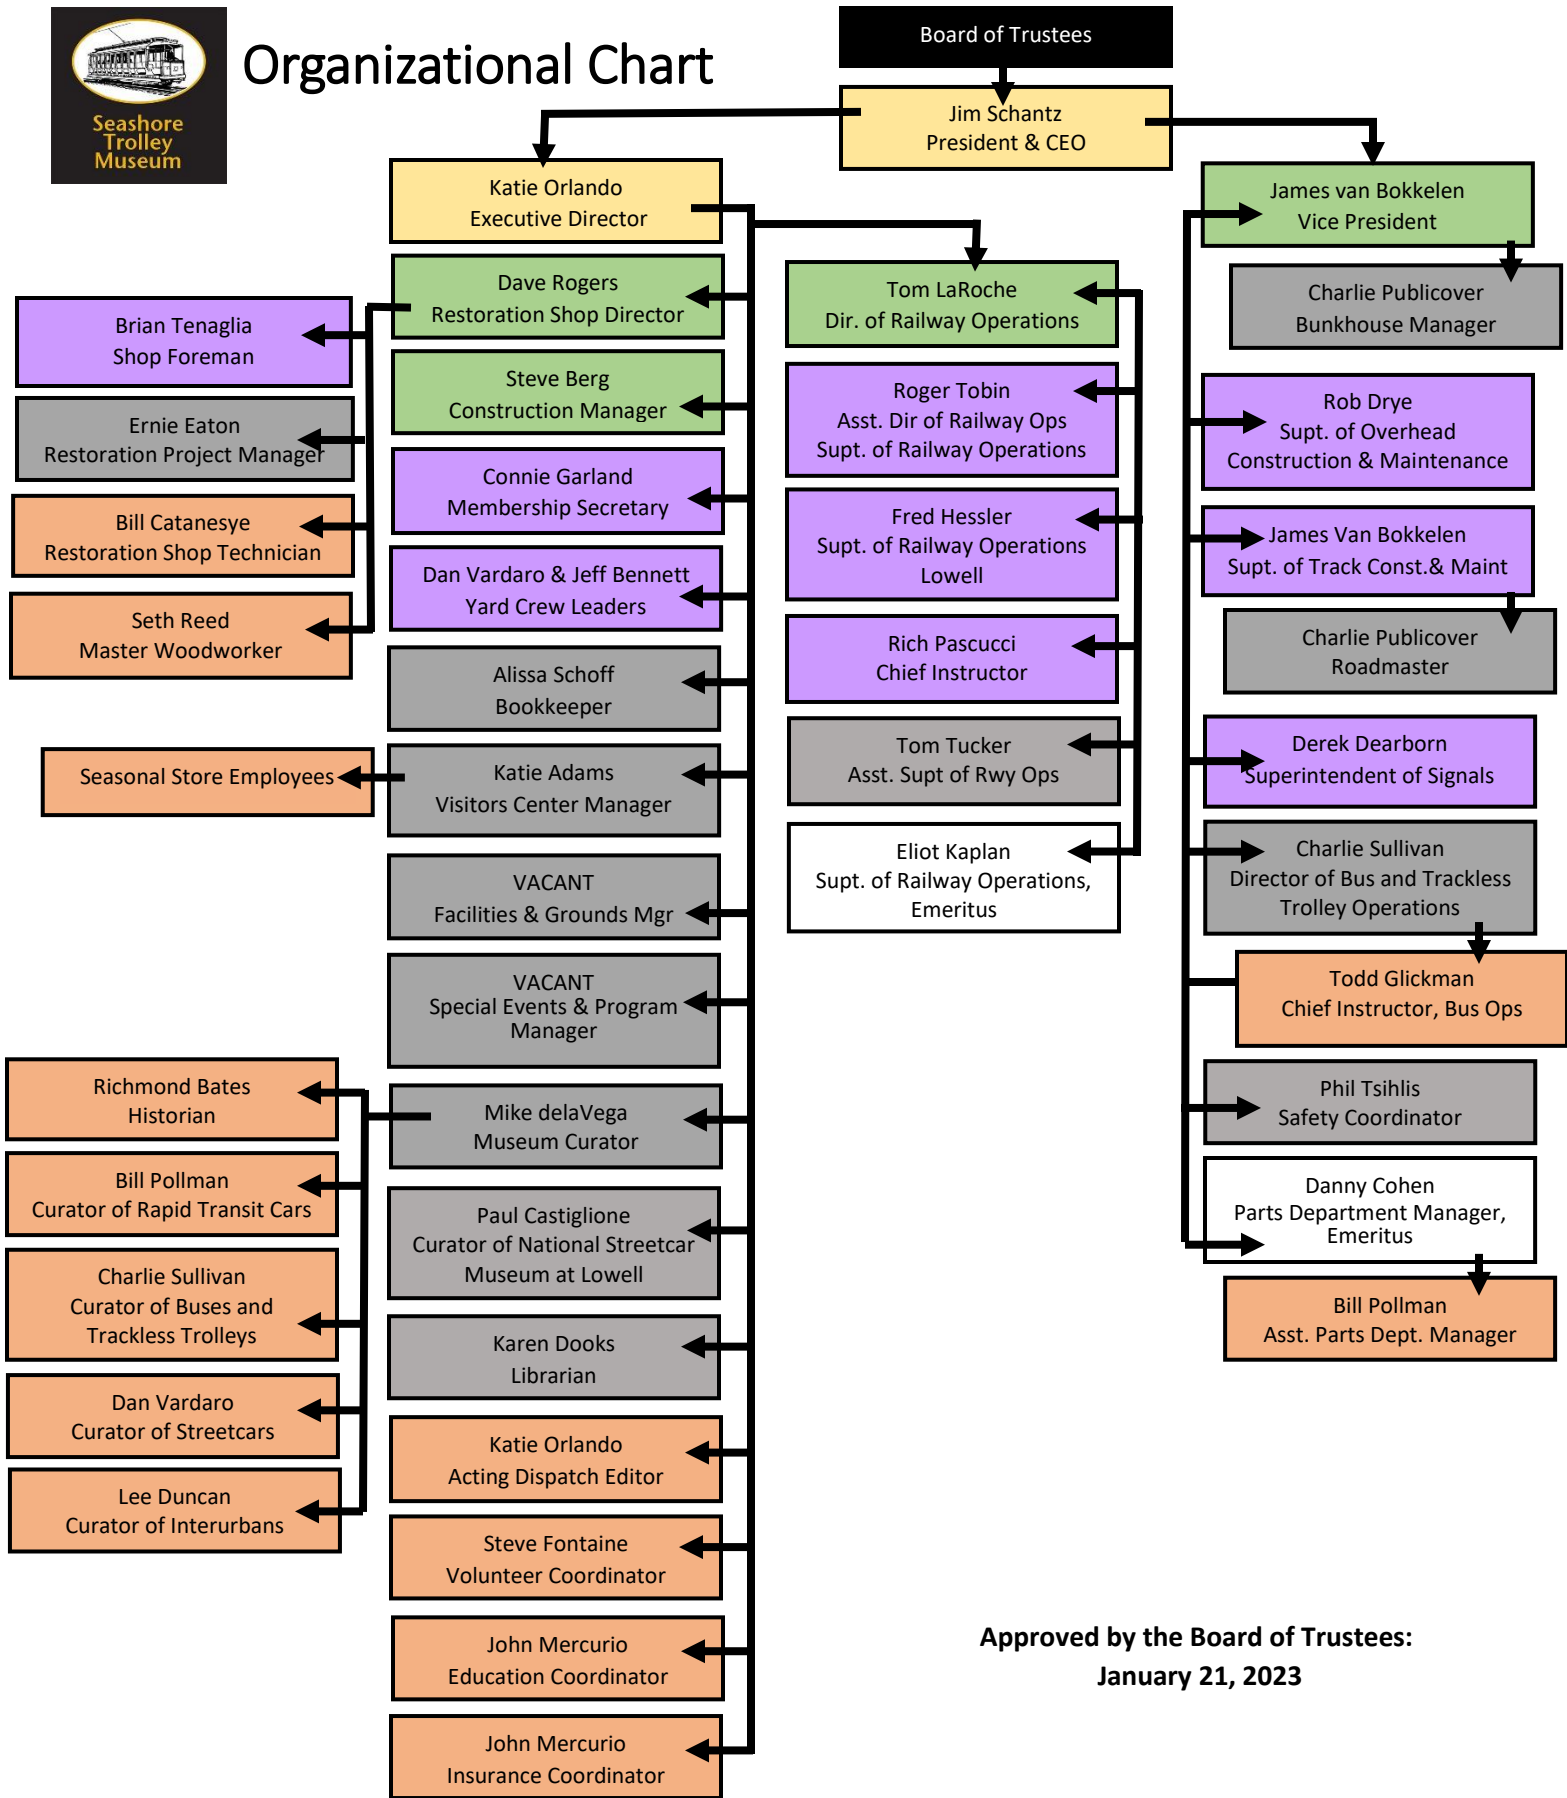 Seashore
Trolley
Museum
Organizational Chart
Board of Trustees
Jim Schantz
President & CEO
Katie Orlando
Executive Director
Dave Rogers
Restoration Shop Director
Brian Tenaglia
Shop Foreman
Ernie Eaton
Restoration Project Manager
Bill Catanesye
Restoration Shop Technician
Seth Reed
Master Woodworker
Steve Berg
Construction Manager
Connie Garland
Membership Secretary
Dan Vardaro & Jeff Bennett
Yard Crew Leaders
Alissa Schoff
Bookkeeper
Katie Adams
Visitors Center Manager
Seasonal Store Employees
VACANT
Facilities & Grounds Mgr
VACANT
Special Events & Program
Manager
Mike delaVega
Museum Curator
Richmond Bates
Historian
Bill Pollman
Curator of Rapid Transit Cars
Charlie Sullivan
Curator of Buses and
Trackless Trolleys
Dan Vardaro
Curator of Streetcars
Lee Duncan
Curator of Interurbans
Paul Castiglione
Curator of National Streetcar
Museum at Lowell
Karen Dooks
Librarian
Katie Orlando
Acting Dispatch Editor
Steve Fontaine
Volunteer Coordinator
John Mercurio
Education Coordinator
John Mercurio
Insurance Coordinator
Tom LaRoche
Dir. of Railway Operations
Roger Tobin
Asst. Dir of Railway Ops
Supt. of Railway Operations
Fred Hessler
Supt. of Railway Operations
Lowell
Rich Pascucci
Chief Instructor
Tom Tucker
Asst. Supt of Rwy Ops
Eliot Kaplan
Supt. of Railway Operations,
Emeritus
James van Bokkelen
Vice President
Charlie Publicover
Bunkhouse Manager
Rob Drye
Supt. of Overhead
Construction & Maintenance
James Van Bokkelen
Supt. of Track Const.& Maint
Charlie Publicover
Roadmaster
Derek Dearborn
Superintendent of Signals
Charlie Sullivan
Director of Bus and Trackless
Trolley Operations
Todd Glickman
Chief Instructor, Bus Ops
Phil Tsihlis
Safety Coordinator
Danny Cohen
Parts Department Manager,
Emeritus
Bill Pollman
Asst. Parts Dept. Manager
Approved by the Board of Trustees:
January 21, 2023